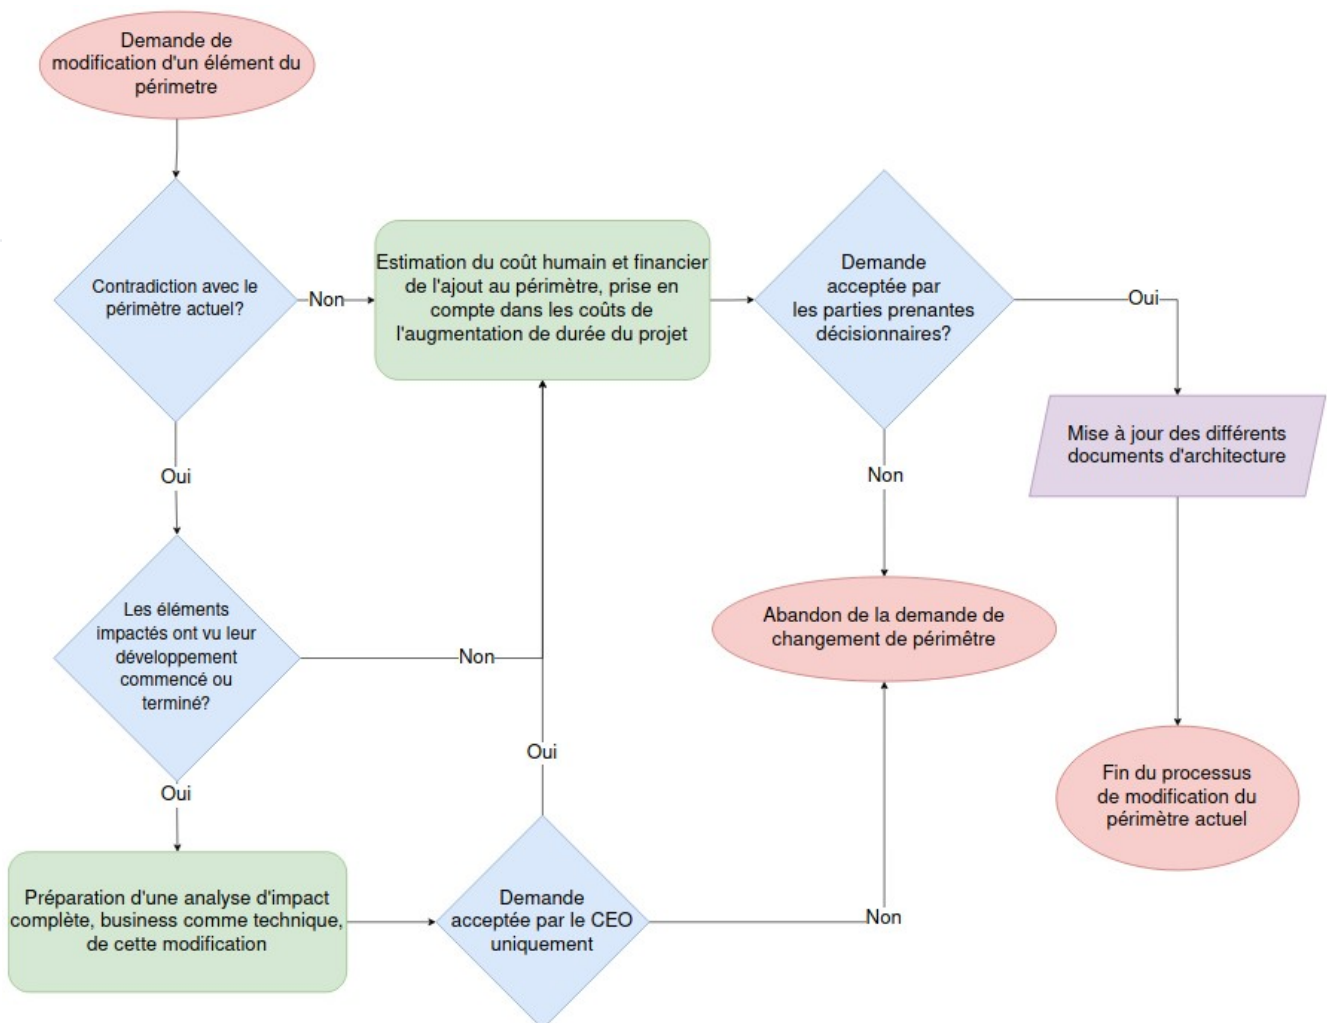 Demande de
modification d'un élément du
périmetre
Contradiction avec le
périmètre actuel?
Non
Estimation du coût humain et financier
de l'ajout au périmètre, prise en
compte dans les coûts de
l'augmentation de durée du projet
Demande
acceptée par
les parties prenantes
décisionnaires?
Oui
Mise à jour des différents
documents d'architecture
Non
Oui
Les éléments
impactés ont vu leur
développement
commencé ou
terminé?
Non
Abandon de la demande de
changement de périmêtre
Oui
Fin du processus
de modification du
périmètre actuel
Oui
Préparation d'une analyse d'impact
complète, business comme technique,
de cette modification
Demande
acceptée par le CEO
uniquement
Non